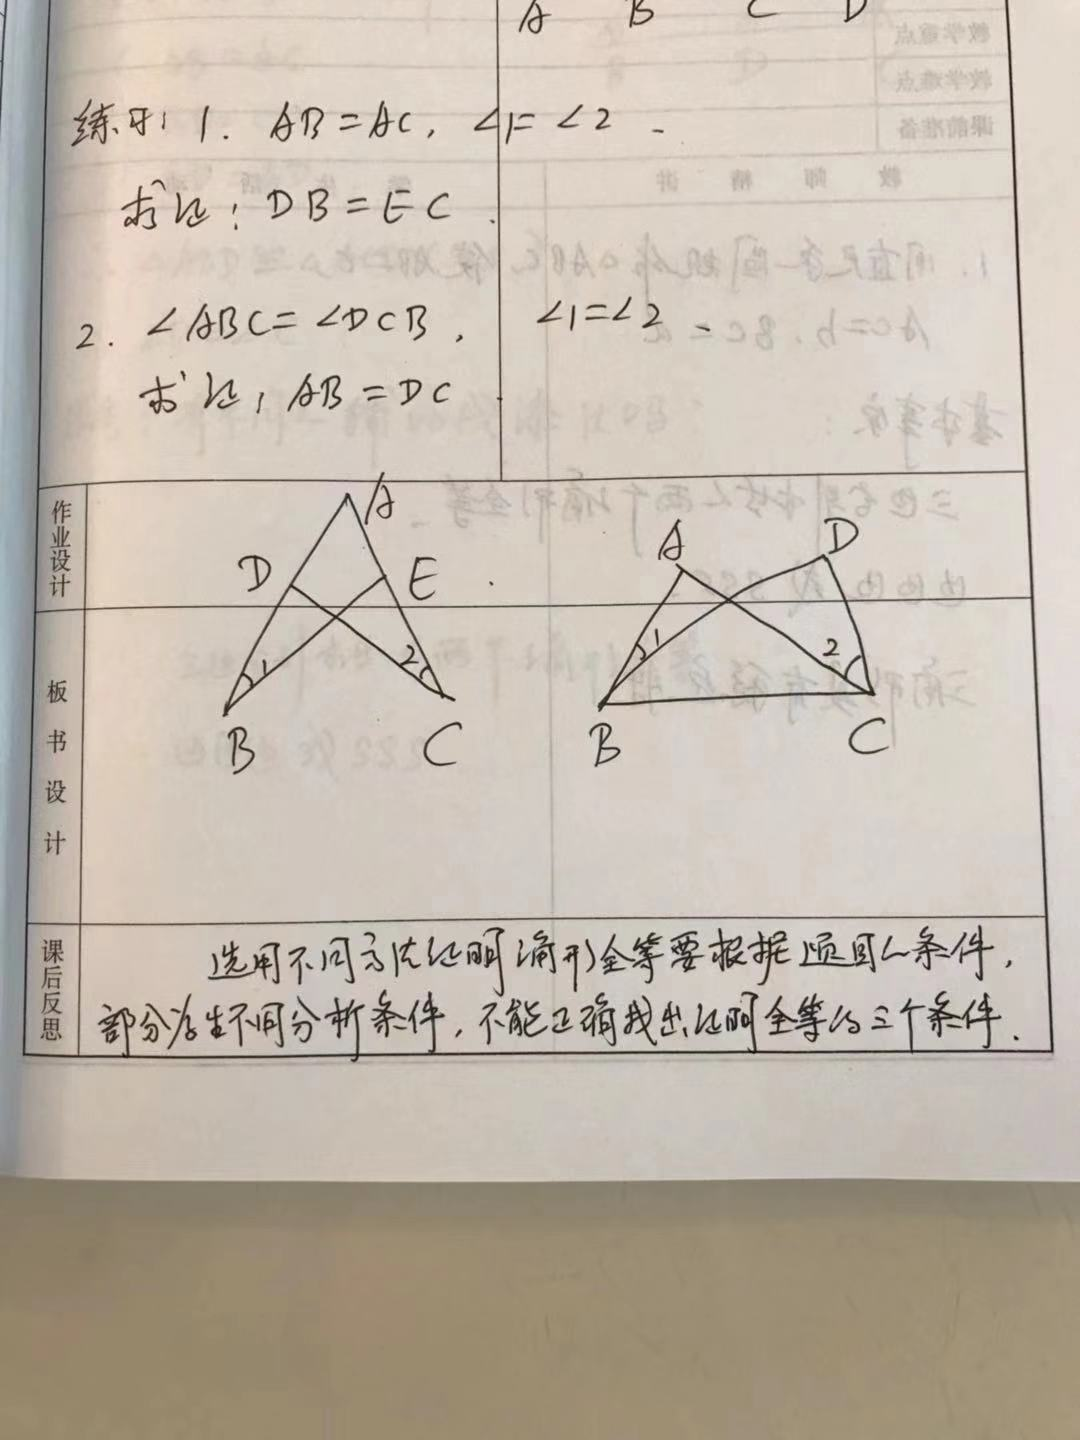 A B C D
练习: 1. AB=AC, ∠1=∠2.
求证: DB=EC.
2. ∠ABC=∠DCB, ∠1=∠2.
求证, AB=DC
作业设计
A
D E
1 2
B C
A D
1 2
B C
板书设计
课后反思
选用不同方法证明三角形全等要根据题目的条件,
部分学生不同分析条件,不能正确找出证明全等的三个条件.